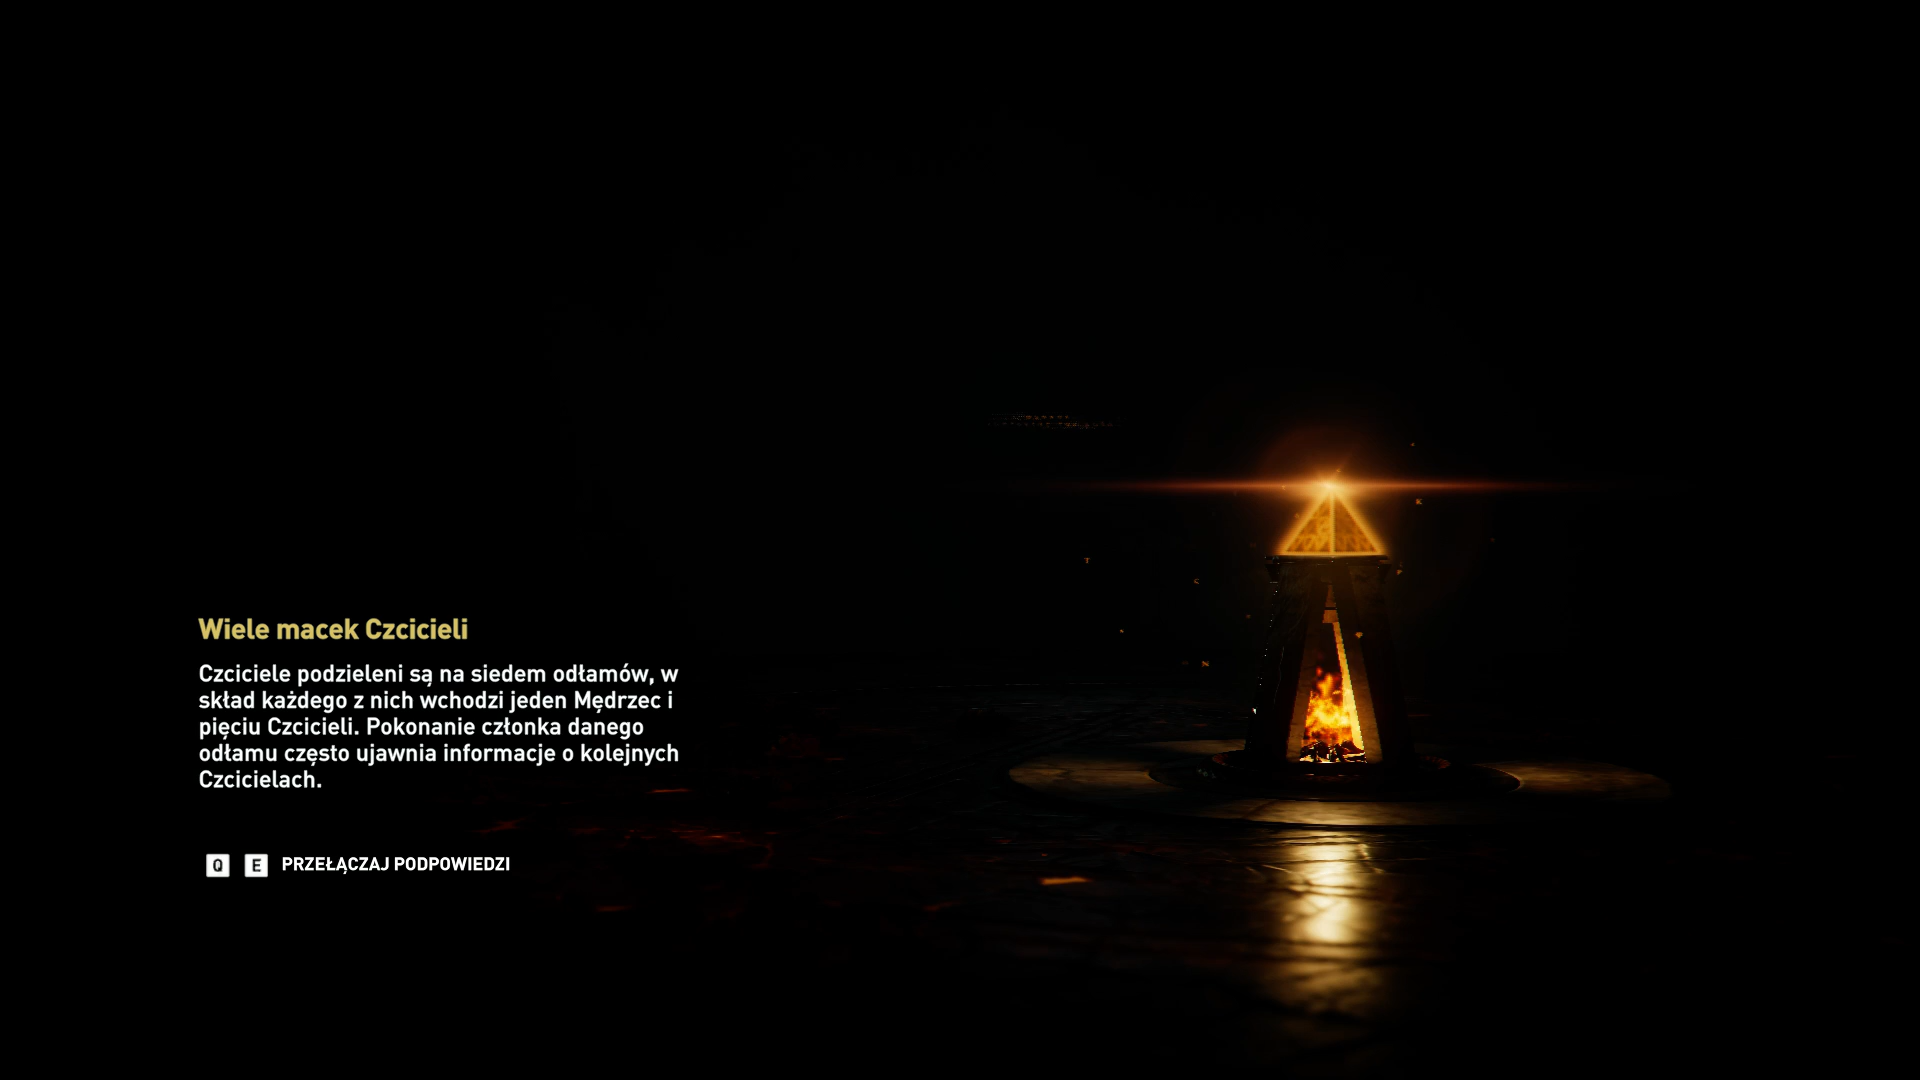 Wiele macek Czcicieli
Czciciele podzieleni są na siedem odłamów, w
skład każdego z nich wchodzi jeden Mędrzec i
pięciu Czcicieli. Pokonanie członka danego
odłamu często ujawnia informacje o kolejnych
Czcicielach.
Q E PRZEŁĄCZAJ PODPOWIEDZI